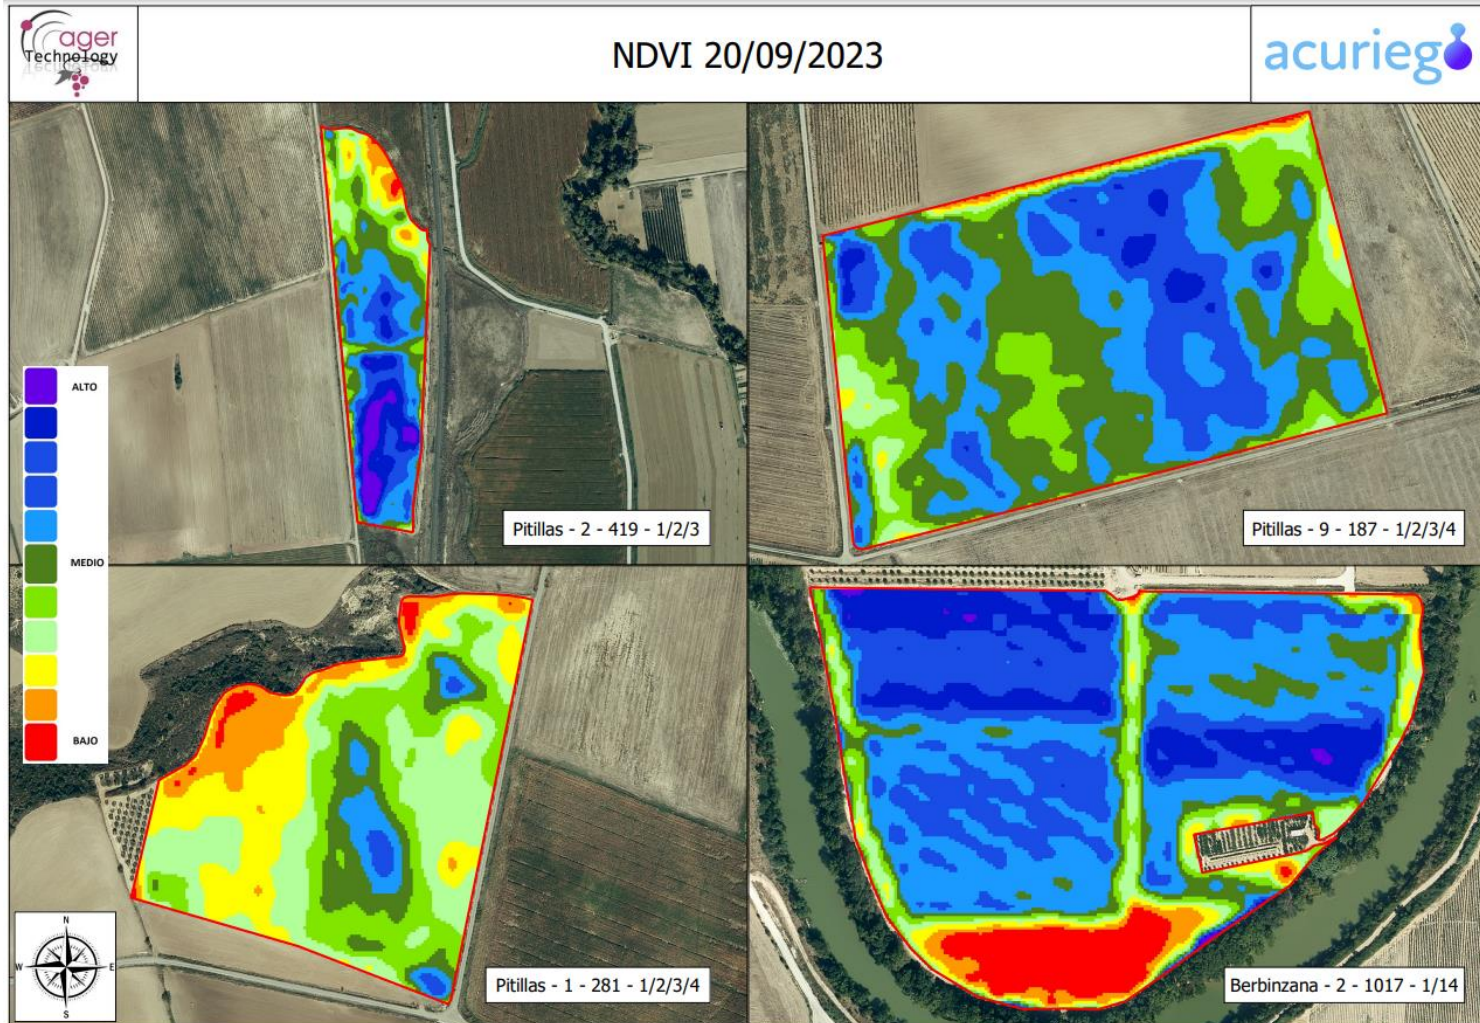 ager
Technology
NDVI 20/09/2023
acuriego
Pitillas - 2 - 419 - 1/2/3
Pitillas - 9 - 187 - 1/2/3/4
ALTO
MEDIO
BAJO
N
W E
S
Pitillas - 1 - 281 - 1/2/3/4
Berbinzana - 2 - 1017 - 1/14